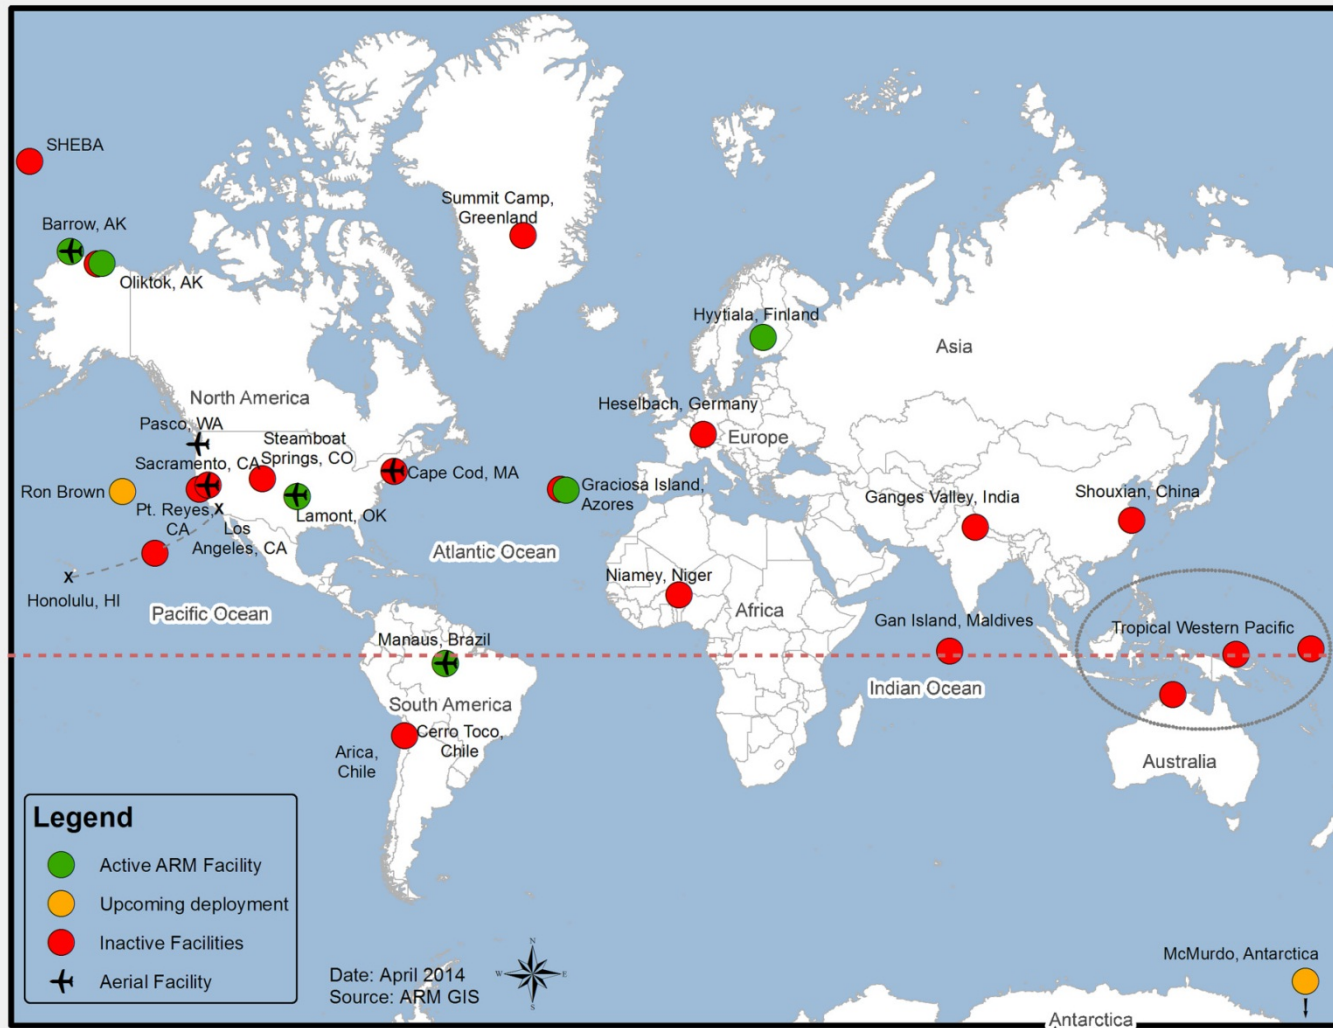 SHEBA
Summit Camp,
Greenland
Barrow, AK
Oliktok, AK
Hyytiala, Finland
Asia
North America
Pasco, WA
Heselbach, Germany
Europe
Steamboat
Springs, CO
Sacramento, CA
Cape Cod, MA
Ron Brown
Graciosa Island,
Azores
Ganges Valley, India
Shouxian, China
Pt. Reyes,
CA
x
Lamont, OK
Los
Angeles, CA
Atlantic Ocean
Niamey, Niger
x
Honolulu, HI
Pacific Ocean
Africa
Gan Island, Maldives
Tropical Western Pacific
Manaus, Brazil
Indian Ocean
South America
Cerro Toco,
Chile
Arica,
Chile
Australia
Legend
Active ARM Facility
Upcoming deployment
Inactive Facilities
Aerial Facility
N
W
E
S
Date: April 2014
Source: ARM GIS
McMurdo, Antarctica
Antarctica